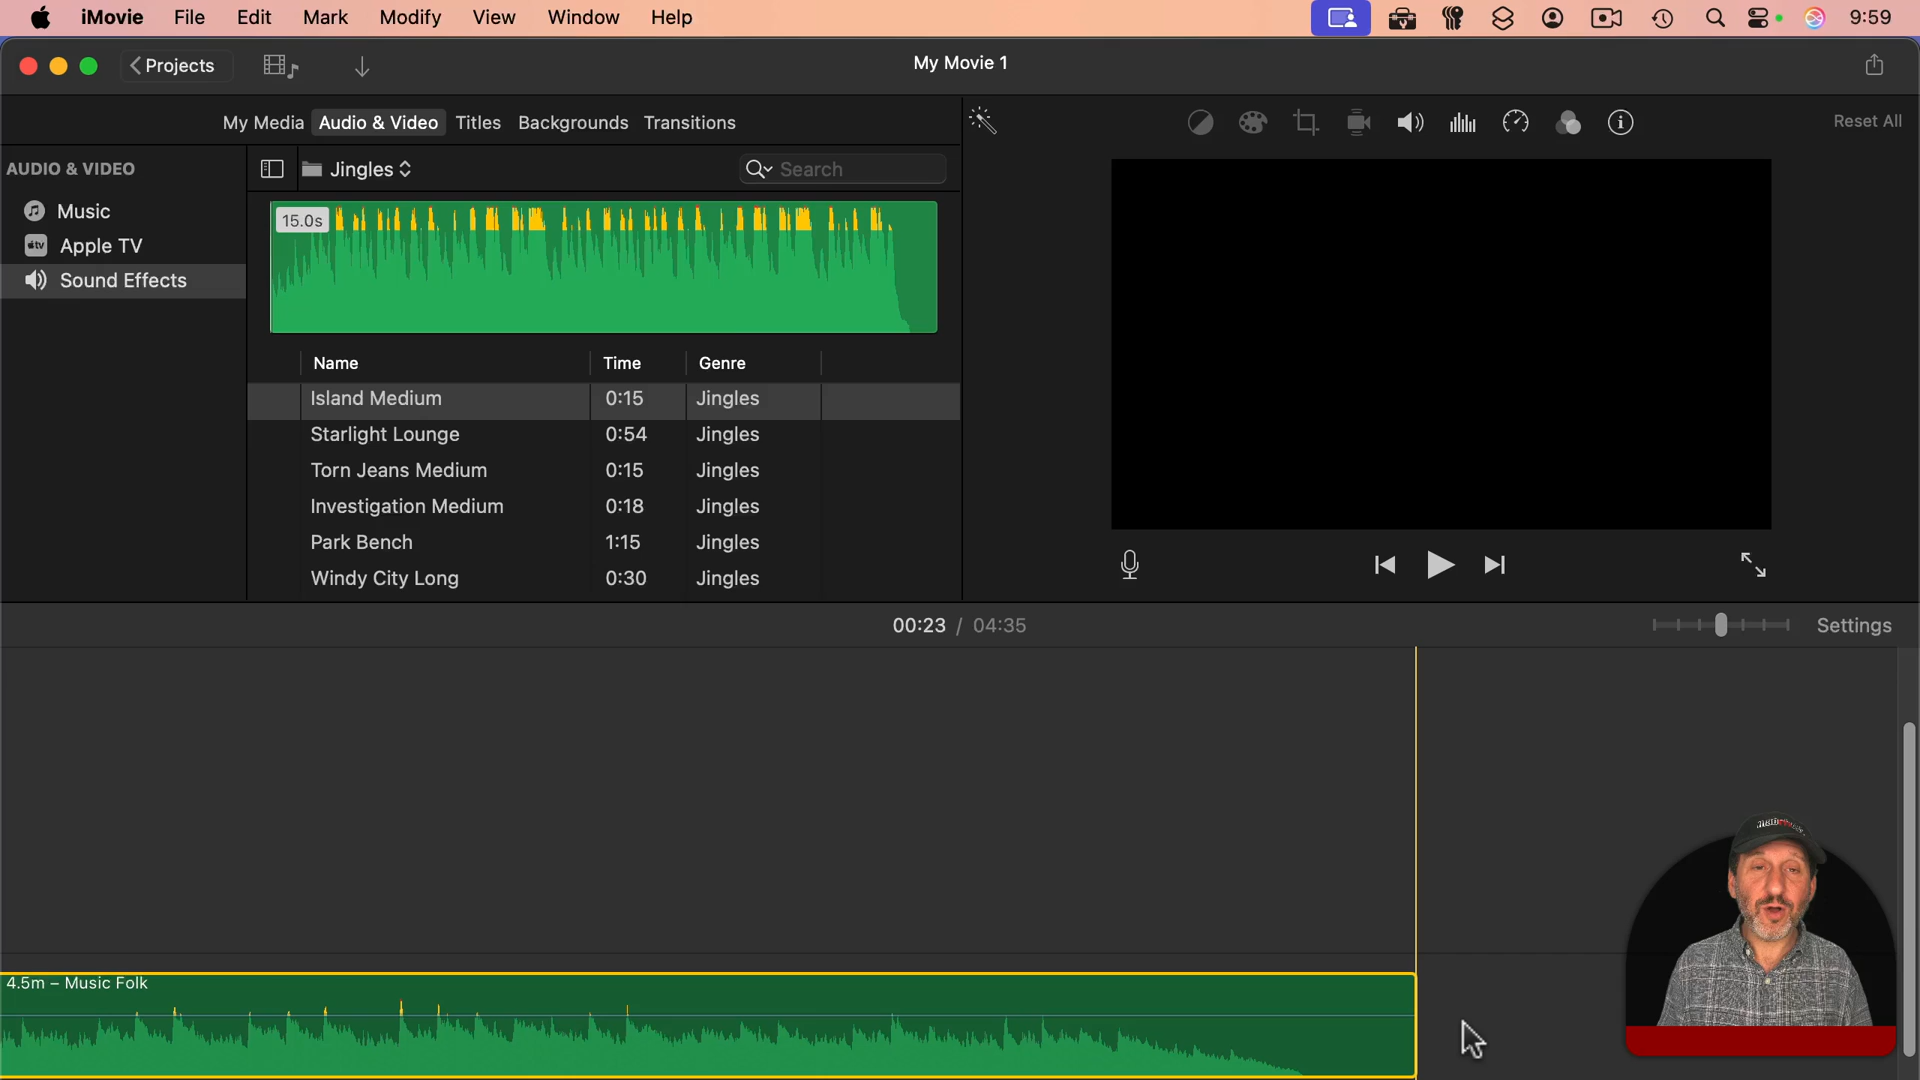 iMovie File Edit Mark Modify View Window Help 9:59
Projects My Movie 1
My Media Audio & Video Titles Backgrounds Transitions Reset All
AUDIO & VIDEO
Music
Apple TV
Sound Effects
Jingles Search
15.0s
Name Time Genre
Island Medium 0:15 Jingles
Starlight Lounge 0:54 Jingles
Torn Jeans Medium 0:15 Jingles
Investigation Medium 0:18 Jingles
Park Bench 1:15 Jingles
Windy City Long 0:30 Jingles
00:23 / 04:35 Settings
4.5m – Music Folk